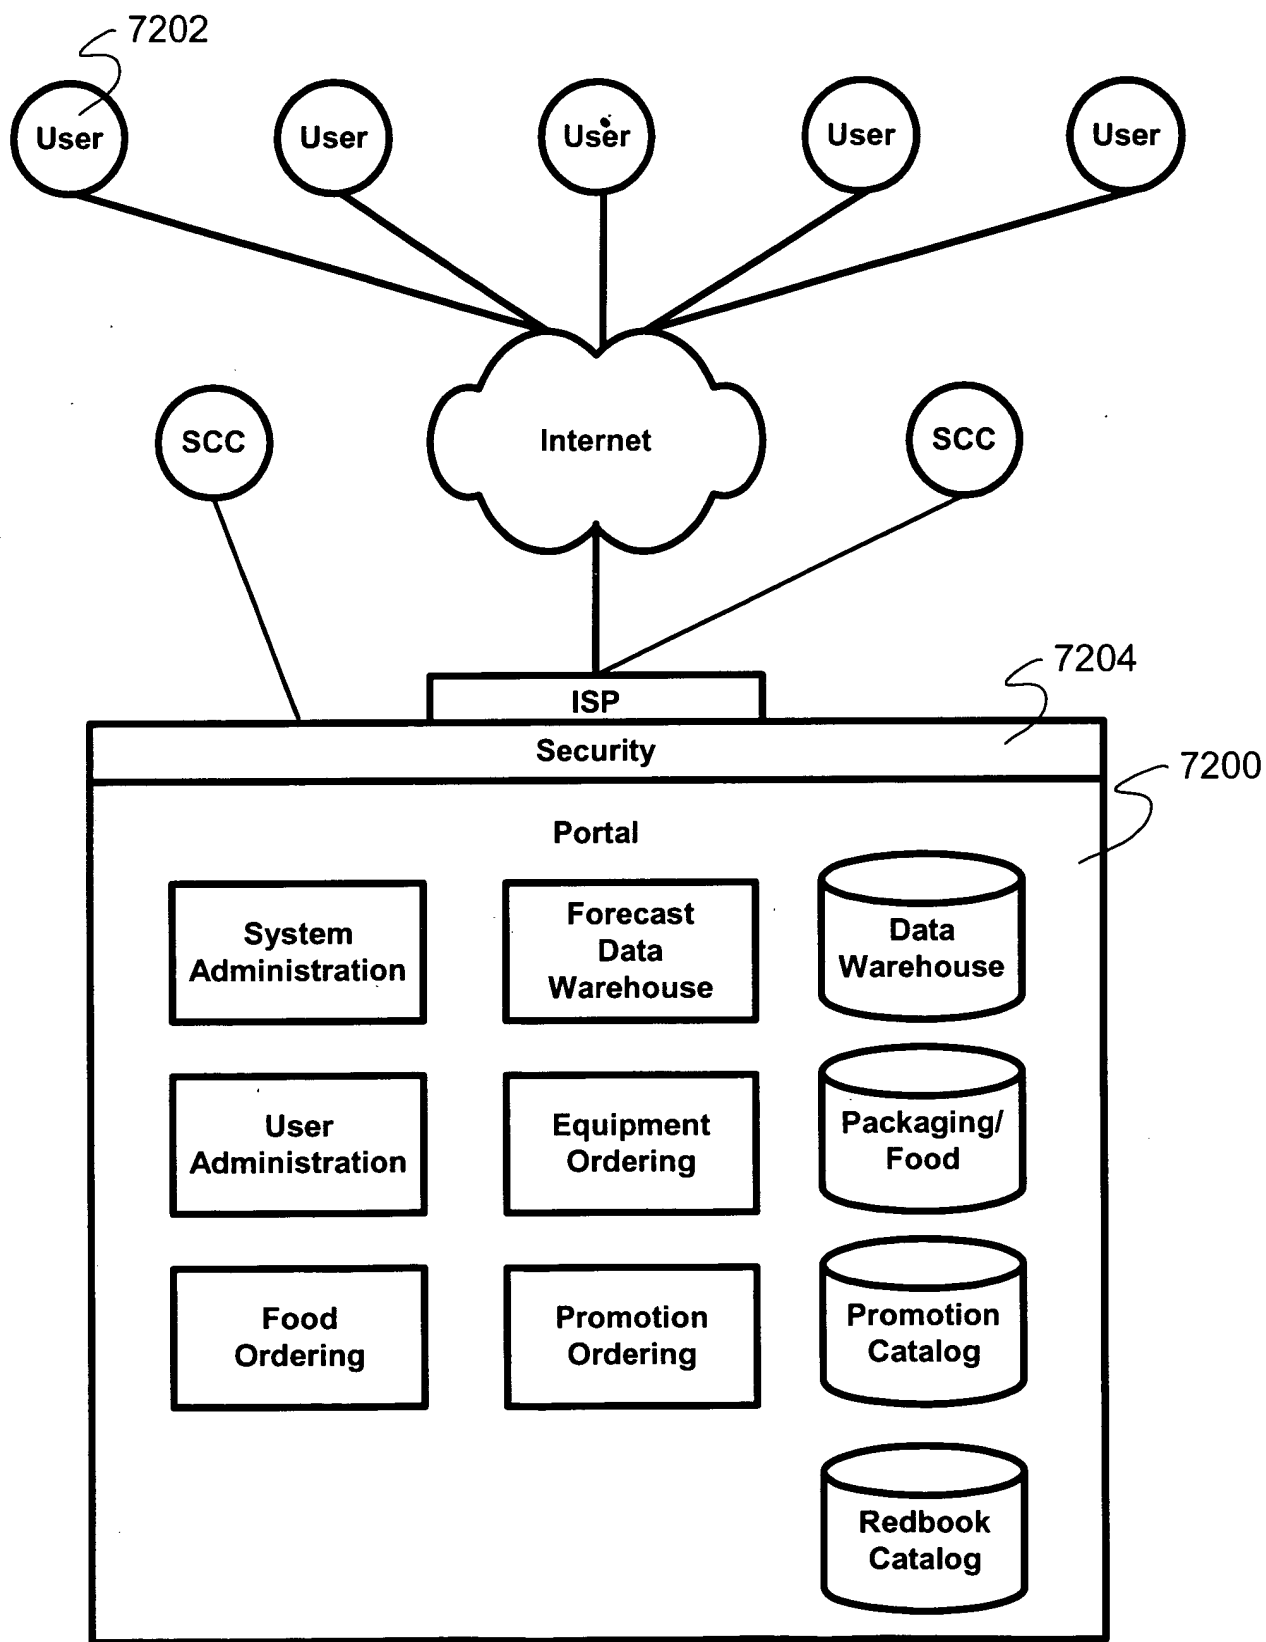 7202
User
User
User
User
User
SCC
Internet
SCC
7204
ISP
Security
7200
Portal
System
Administration
Forecast
Data
Warehouse
Data
Warehouse
User
Administration
Equipment
Ordering
Packaging/
Food
Food
Ordering
Promotion
Ordering
Promotion
Catalog
Redbook
Catalog